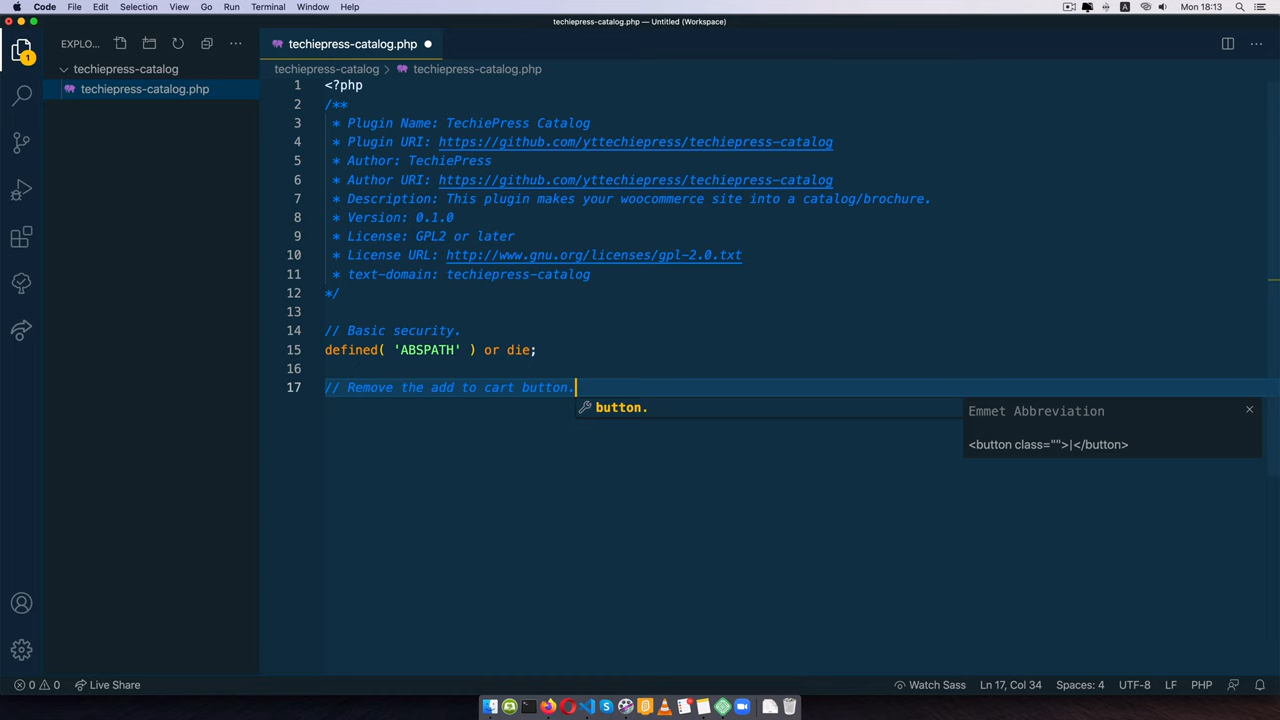 Code File Edit Selection View Go Run Terminal Window Help
A Mon 18:13
techiepress-catalog.php — Untitled (Workspace)
EXPLO... ···
techiepress-catalog.php ···
1
techiepress-catalog
techiepress-catalog > techiepress-catalog.php
techiepress-catalog.php
1 <?php
2 /**
3 * Plugin Name: TechiePress Catalog
4 * Plugin URI: https://github.com/yttechiepress/techiepress-catalog
5 * Author: TechiePress
6 * Author URI: https://github.com/yttechiepress/techiepress-catalog
7 * Description: This plugin makes your woocommerce site into a catalog/brochure.
8 * Version: 0.1.0
9 * License: GPL2 or later
10 * License URL: http://www.gnu.org/licenses/gpl-2.0.txt
11 * text-domain: techiepress-catalog
12 */
13
14 // Basic security.
15 defined( 'ABSPATH' ) or die;
16
17 // Remove the add to cart button.
button.
Emmet Abbreviation
<button class="">|</button>
0 0 Live Share Watch Sass Ln 17, Col 34 Spaces: 4 UTF-8 LF PHP